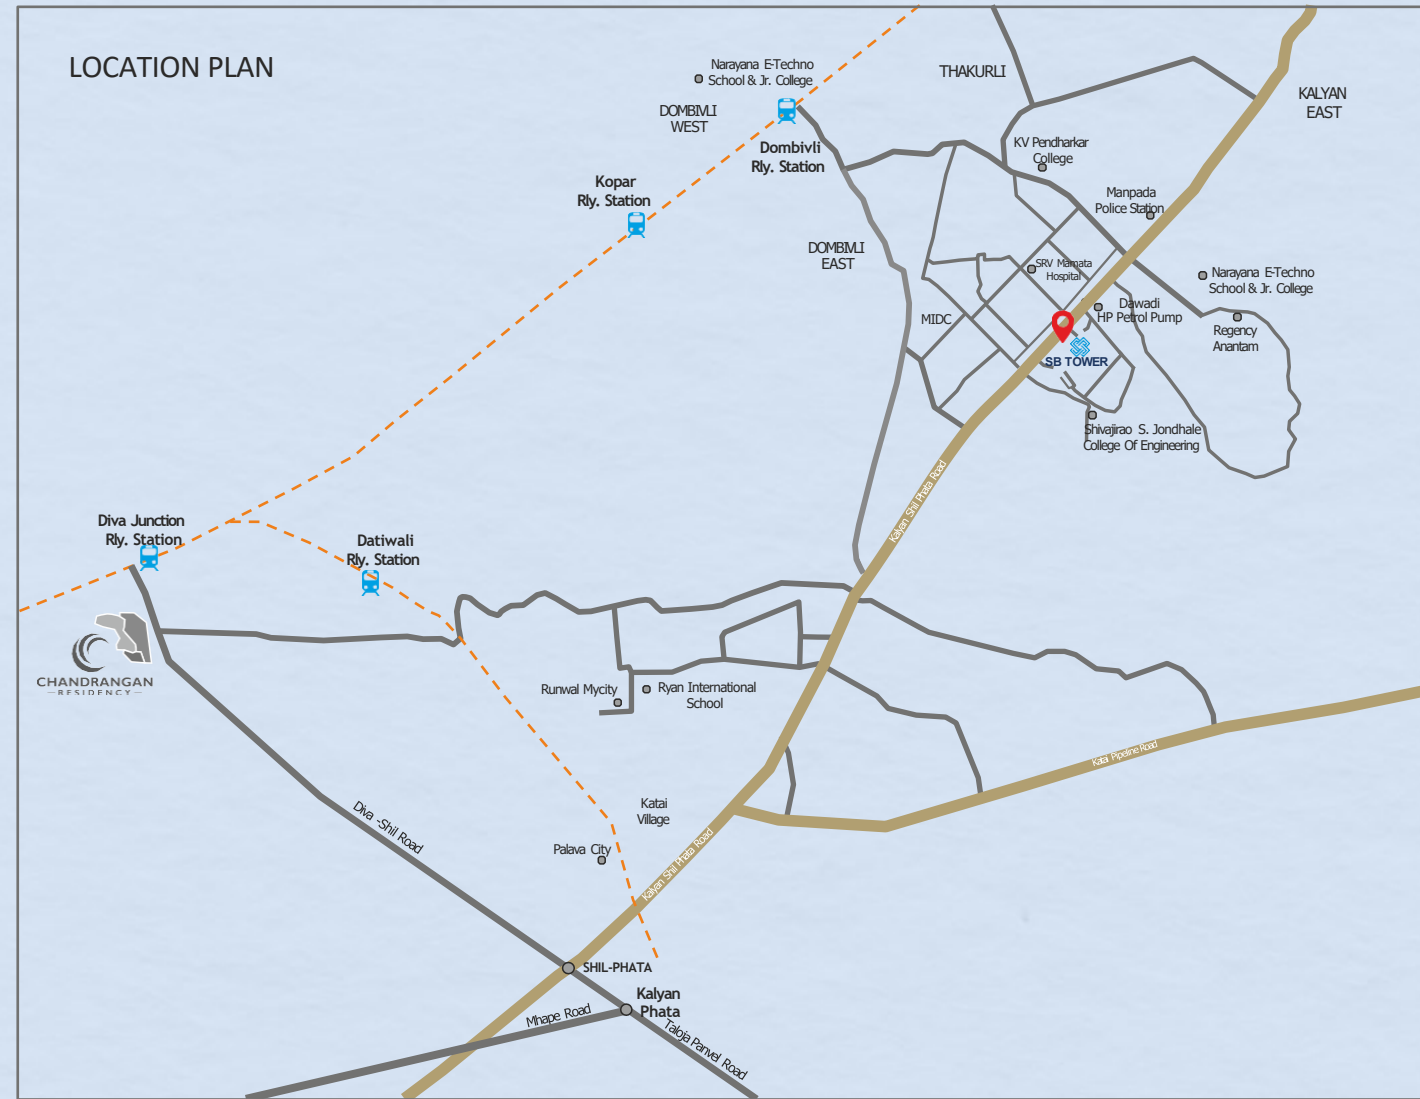 LOCATION PLAN
Narayana E-Techno
School & Jr. College
DOMBIVLI
WEST
Dombivli
Rly. Station
Kopar
Rly. Station
THAKURLI
KALYAN
EAST
KV Pendharkar
College
Manpada
Police Station
DOMBIVLI
EAST
SRV Mamata
Hospital
Narayana E-Techno
School & Jr. College
MIDC
Dawadi
HP Petrol Pump
Regency
Anantam
SB TOWER
Shivajirao S. Jondhale
College Of Engineering
Kalyan Shil Phata Road
Diva Junction
Rly. Station
Datiwali
Rly. Station
CHANDRANGAN
RESIDENCY
Runwal Mycity
Ryan International
School
Katai Pipeline Road
Katai
Village
Diva -Shil Road
Palava City
Kalyan Shil Phata Road
SHIL-PHATA
Kalyan
Phata
Mhape Road
Taloja Panvel Road